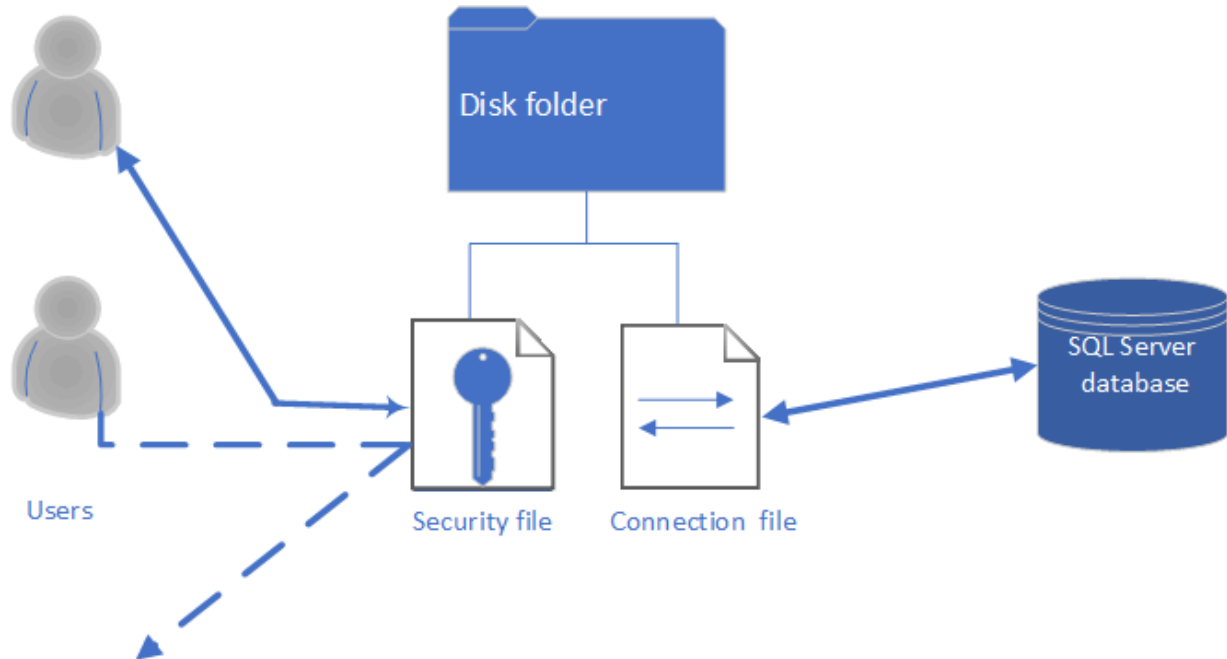 Disk folder
SQL Server
database
Users
Security file
Connection file